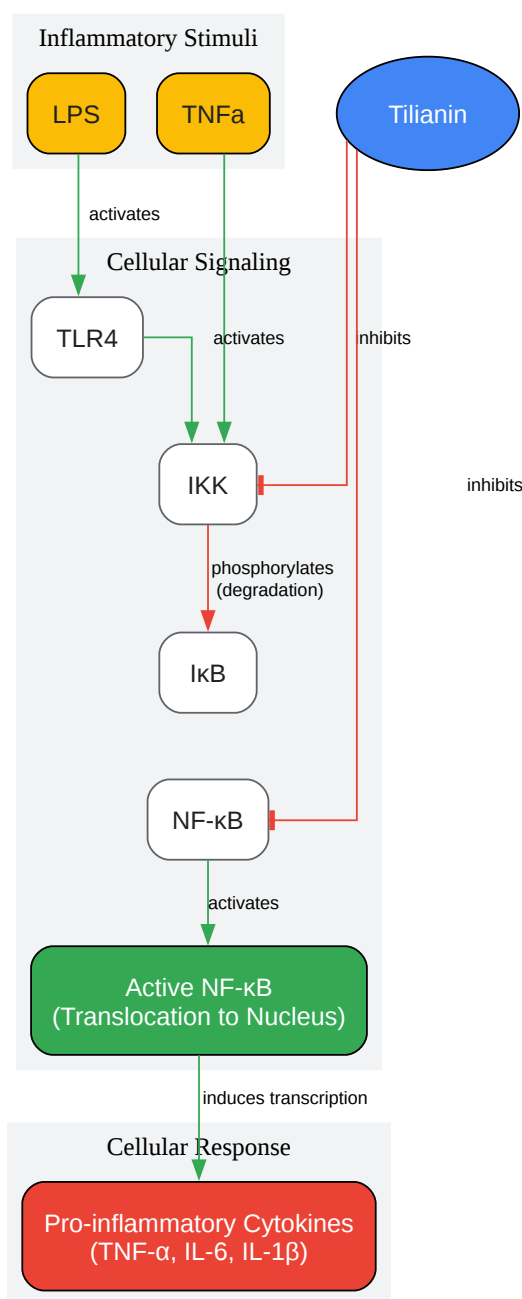 Inflammatory Stimuli
LPS
TNFa
Tilianin
activates
Cellular Signaling
TLR4
activates
inhibits
IKK
inhibits
phosphorylates
(degradation)
IκB
NF-κB
activates
Active NF-κB
(Translocation to Nucleus)
induces transcription
Cellular Response
Pro-inflammatory Cytokines
(TNF-α, IL-6, IL-1β)